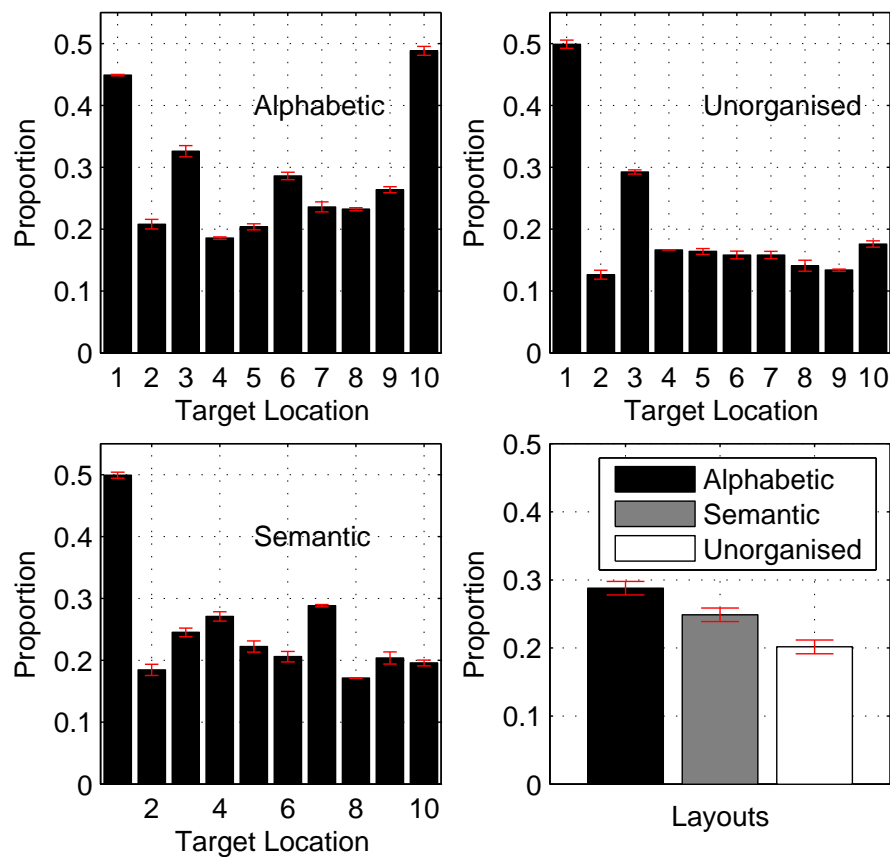 0.5
0.4
0.3
0.2
0.1
0
Proportion
Alphabetic
1 2 3 4 5 6 7 8 9 10
Target Location
0.5
0.4
0.3
0.2
0.1
0
Proportion
Unorganised
1 2 3 4 5 6 7 8 9 10
Target Location
0.5
0.4
0.3
0.2
0.1
0
Proportion
Semantic
2 4 6 8 10
Target Location
0.5
0.4
0.3
0.2
0.1
0
Proportion
Alphabetic
Semantic
Unorganised
Layouts